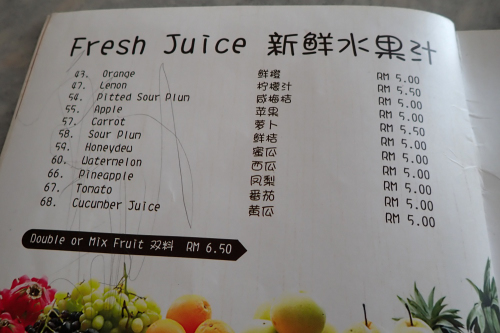 Fresh Juice 新鲜水果汁
43. Orange 鲜橙 RM 5.00
47. Lemon 柠檬汁 RM 5.00
54. Pitted Sour Plum 咸梅桔 RM 5.50
55. Apple 苹果 RM 5.00
57. Carrot 萝卜 RM 5.00
58. Sour Plum 鲜桔 RM 5.50
59. Honeydew 蜜瓜 RM 5.00
60. Watermelon 西瓜 RM 5.00
66. Pineapple 凤梨 RM 5.00
67. Tomato 番茄 RM 5.00
68. Cucumber Juice 黄瓜 RM 5.00
Double or Mix Fruit 双料 RM 6.50